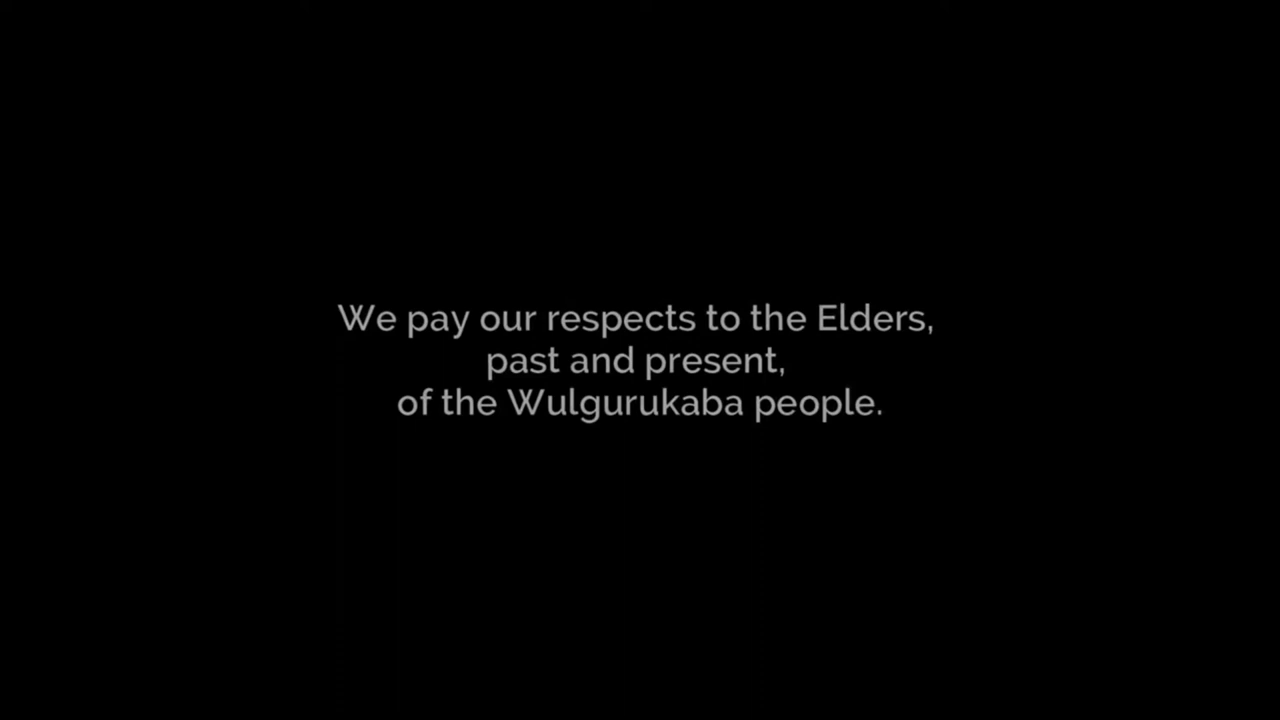 We pay our respects to the Elders,
past and present,
of the Wulgurukaba people.